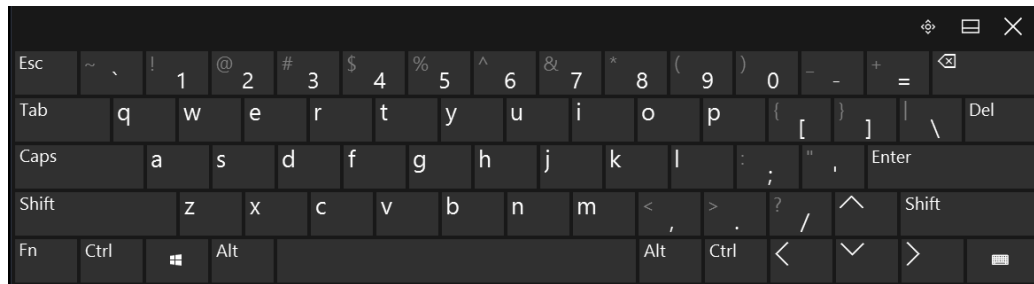 Esc ~ ` ! 1 @ 2 # 3 $ 4 % 5 ^ 6 & 7 * 8 ( 9 ) 0 _ - + =
Tab q w e r t y u i o p { [ } ] | \ Del
Caps a s d f g h j k l : ; " ' Enter
Shift z x c v b n m < , > . ? / Shift
Fn Ctrl Alt Alt Ctrl